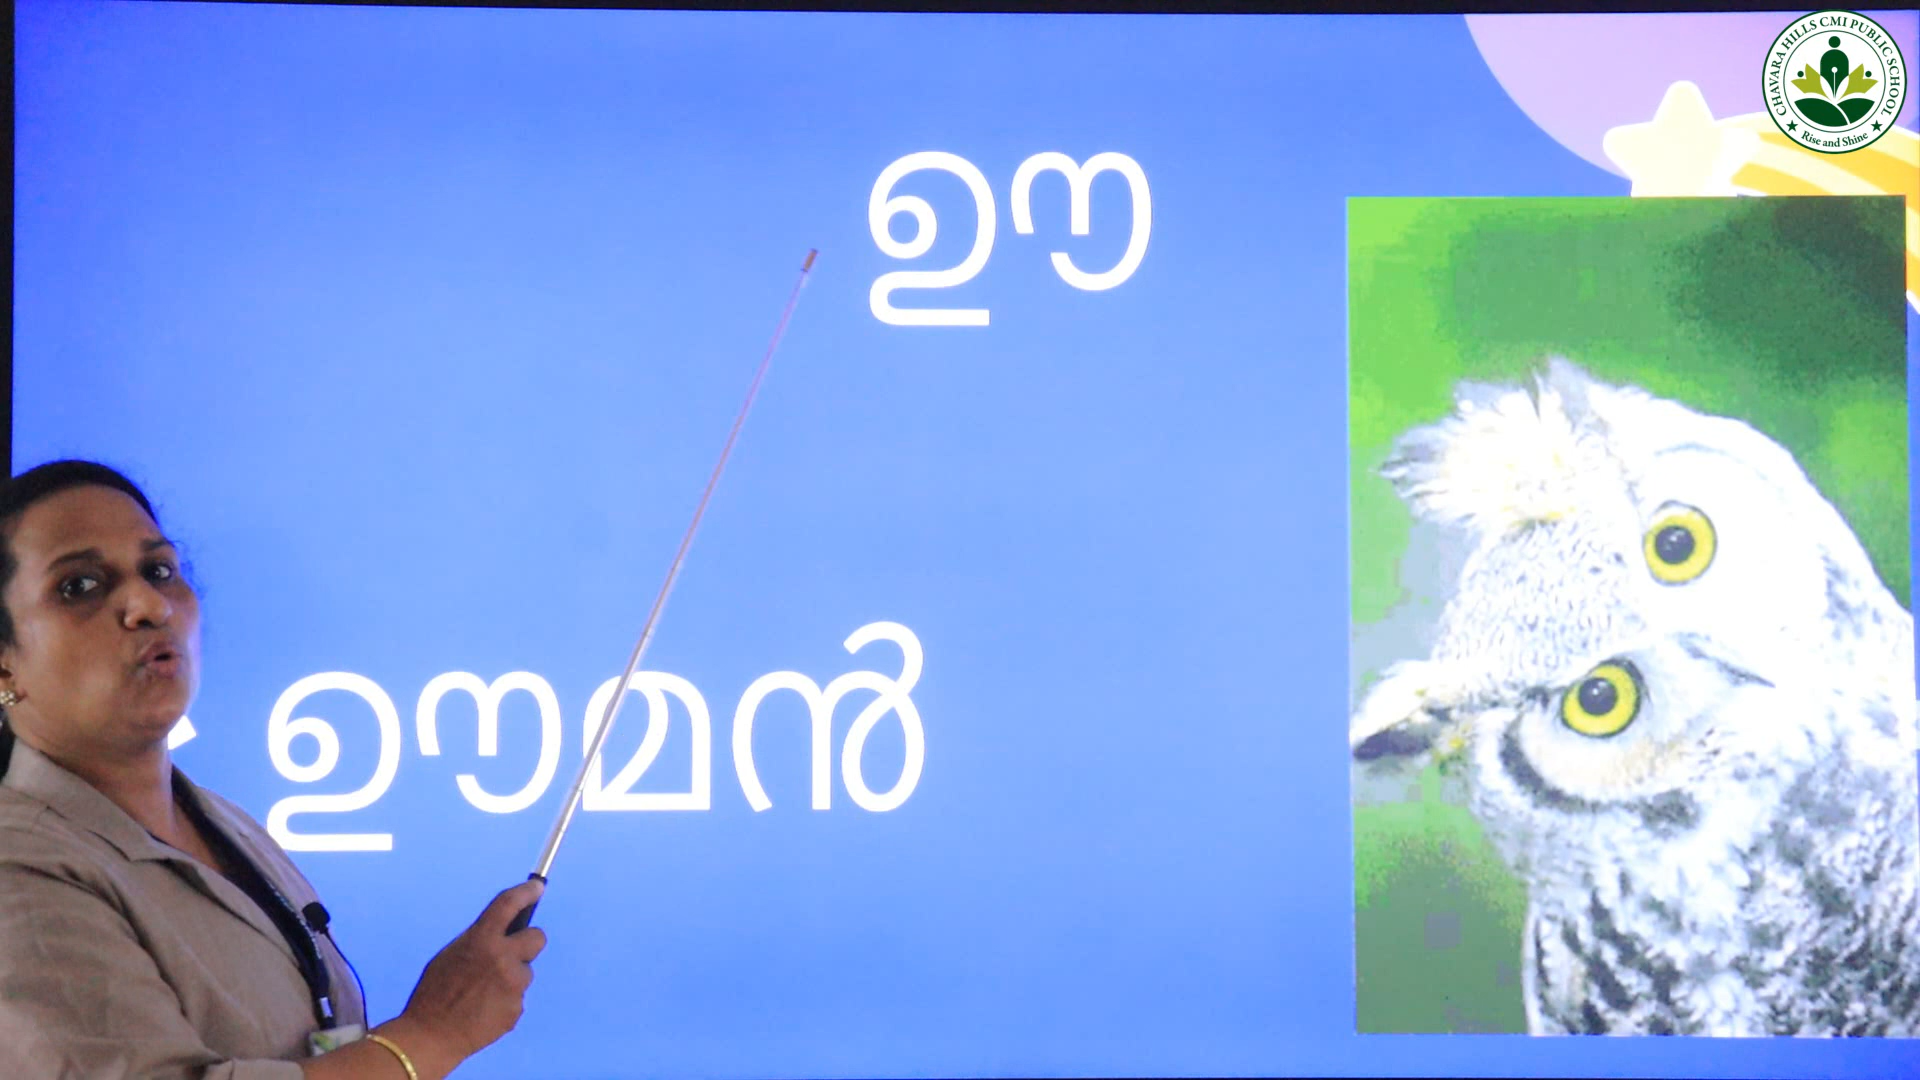 CHAVARA HILLS CMI PUBLIC SCHOOL
Rise and Shine
ഊ
ഊമൻ